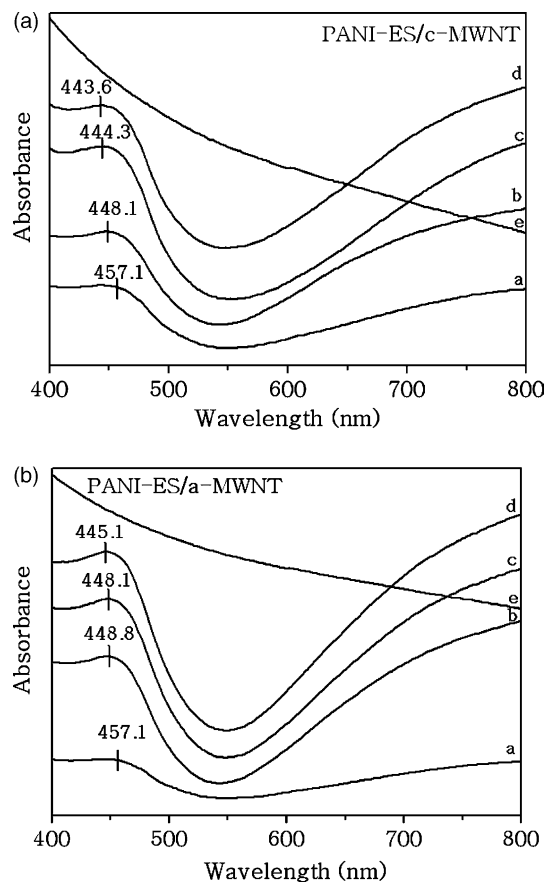 (a)
PANI-ES/c-MWNT
443.6
444.3
448.1
457.1
d
c
b
e
a
Absorbance
400 500 600 700 800
Wavelength (nm)
(b)
PANI-ES/a-MWNT
445.1
448.1
448.8
457.1
d
c
e
b
a
Absorbance
400 500 600 700 800
Wavelength (nm)